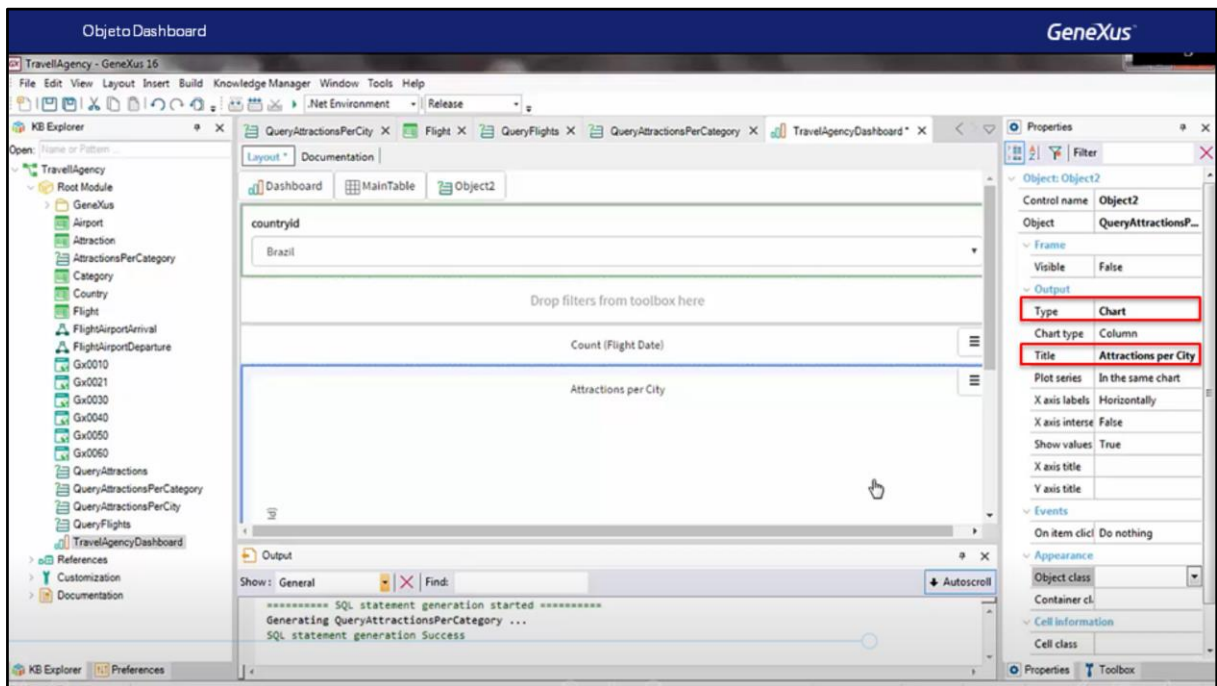 Objeto Dashboard
GeneXus
TravellAgency - GeneXus 16
File Edit View Layout Insert Build Knowledge Manager Window Tools Help
.Net Environment Release
KB Explorer
Open: Name or Pattern ...
TravellAgency
Root Module
GeneXus
Airport
Attraction
AttractionsPerCategory
Category
Country
Flight
FlightAirportArrival
FlightAirportDeparture
Gx0010
Gx0021
Gx0030
Gx0040
Gx0050
Gx0060
QueryAttractions
QueryAttractionsPerCategory
QueryAttractionsPerCity
QueryFlights
TravelAgencyDashboard
References
Customization
Documentation
KB Explorer Preferences
QueryAttractionsPerCity Flight QueryFlights QueryAttractionsPerCategory TravelAgencyDashboard *
Layout * Documentation
Dashboard MainTable Object2
countryid
Brazil
Drop filters from toolbox here
Count (Flight Date)
Attractions per City
Output
Show: General Find: Autoscroll
========== SQL statement generation started ==========
Generating QueryAttractionsPerCategory ...
SQL statement generation Success
Properties
Filter
Object: Object2
Control name Object2
Object QueryAttractionsP...
Frame
Visible False
Output
Type Chart
Chart type Column
Title Attractions per City
Plot series In the same chart
X axis labels Horizontally
X axis interse False
Show values True
X axis title
Y axis title
Events
On item clicl Do nothing
Appearance
Object class
Container cl.
Cell information
Cell class
Properties Toolbox